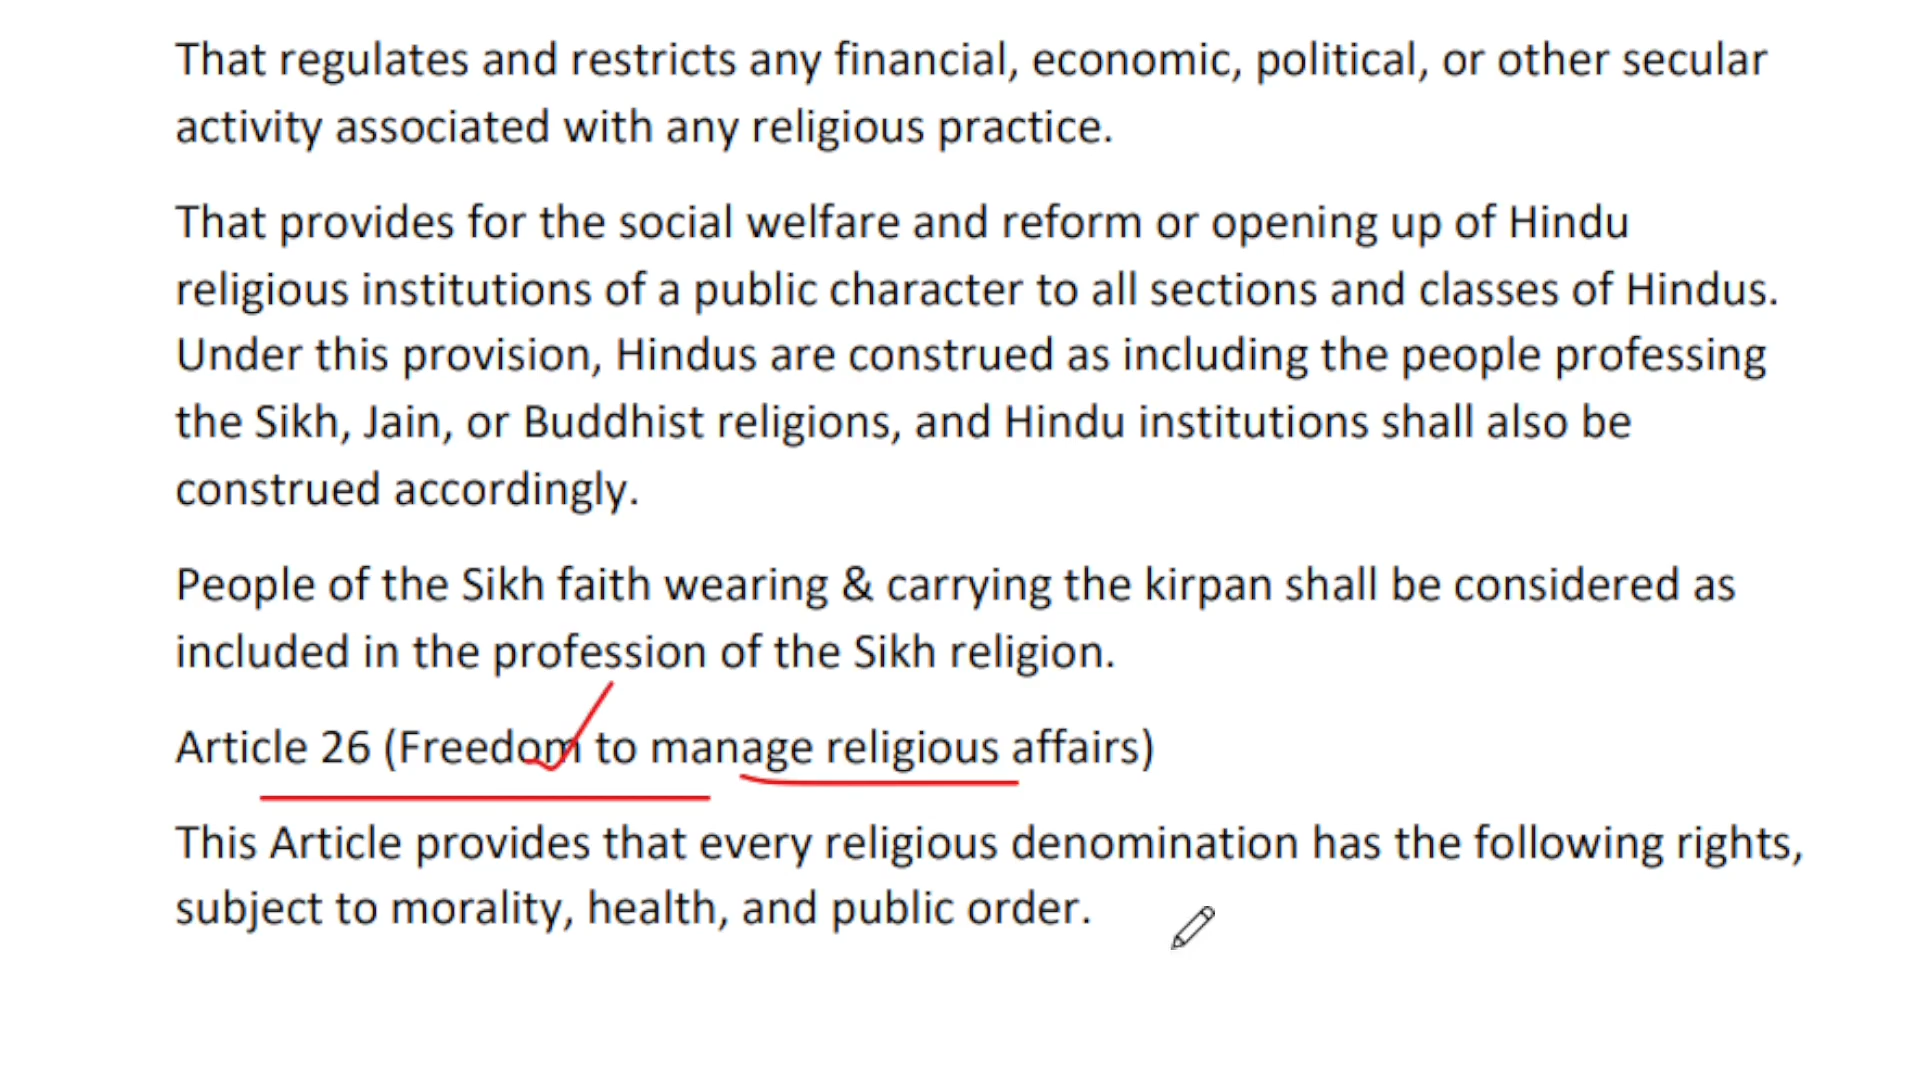 That regulates and restricts any financial, economic, political, or other secular
activity associated with any religious practice.
That provides for the social welfare and reform or opening up of Hindu
religious institutions of a public character to all sections and classes of Hindus.
Under this provision, Hindus are construed as including the people professing
the Sikh, Jain, or Buddhist religions, and Hindu institutions shall also be
construed accordingly.
People of the Sikh faith wearing & carrying the kirpan shall be considered as
included in the profession of the Sikh religion.
Article 26 (Freedom to manage religious affairs)
This Article provides that every religious denomination has the following rights,
subject to morality, health, and public order.